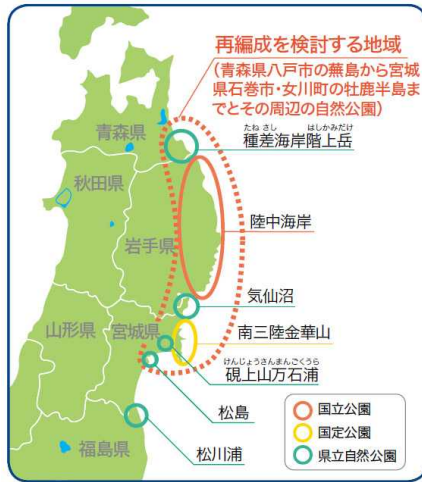 再編成を検討する地域
(青森県八戸市の蕪島から宮城
県石巻市・女川町の牡鹿半島ま
でとその周辺の自然公園)
青森県
たね さし はしかみだけ
種差海岸階上岳
秋田県
陸中海岸
岩手県
気仙沼
山形県
宮城県
南三陸金華山
けんじょうさんまんごくうら
硯上山万石浦
松島
国立公園
国定公園
県立自然公園
松川浦
福島県